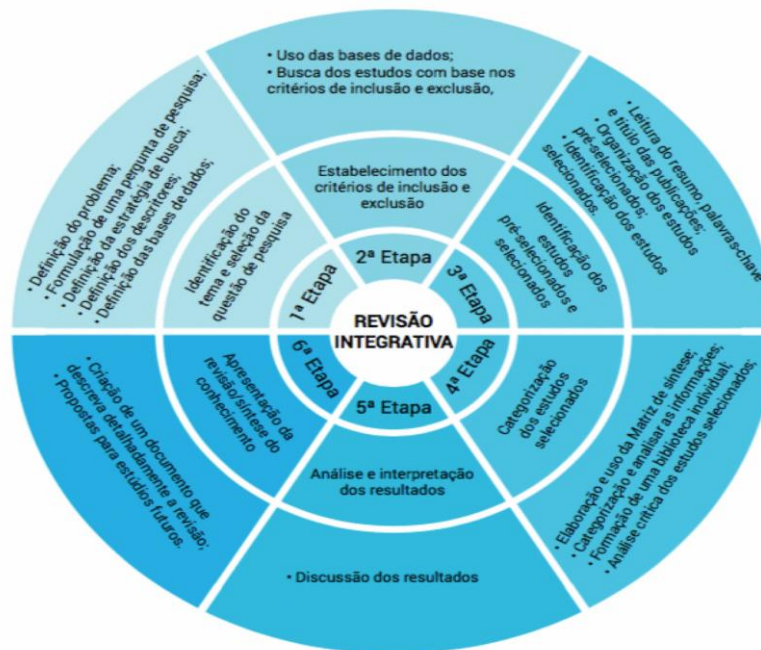 REVISÃO
INTEGRATIVA
1ª Etapa
Identificação do
tema e seleção da
questão de pesquisa
• Definição do problema;
• Formulação de uma pergunta de pesquisa;
• Definição da estratégia de busca;
• Definição dos descritores;
• Definição das bases de dados;
2ª Etapa
Estabelecimento dos
critérios de inclusão e
exclusão
• Uso das bases de dados;
• Busca dos estudos com base nos
critérios de inclusão e exclusão,
3ª Etapa
Identificação dos
estudos
pré-selecionados e
selecionados
• Leitura do resumo, palavras-chave
e título das publicações;
• Organização dos estudos
pré-selecionados;
• Identificação dos estudos
selecionados.
4ª Etapa
Categorização
dos estudos
selecionados
• Elaboração e uso da Matriz de síntese;
• Categorização e analisar as informações;
• Formação de uma biblioteca individual;
• Análise crítica dos estudos selecionados;
5ª Etapa
Análise e interpretação
dos resultados
• Discussão dos resultados
6ª Etapa
Apresentação da
revisão/síntese do
conhecimento
• Criação de um documento que
descreva detalhadamente a revisão;
• Propostas para estúdios futuros.